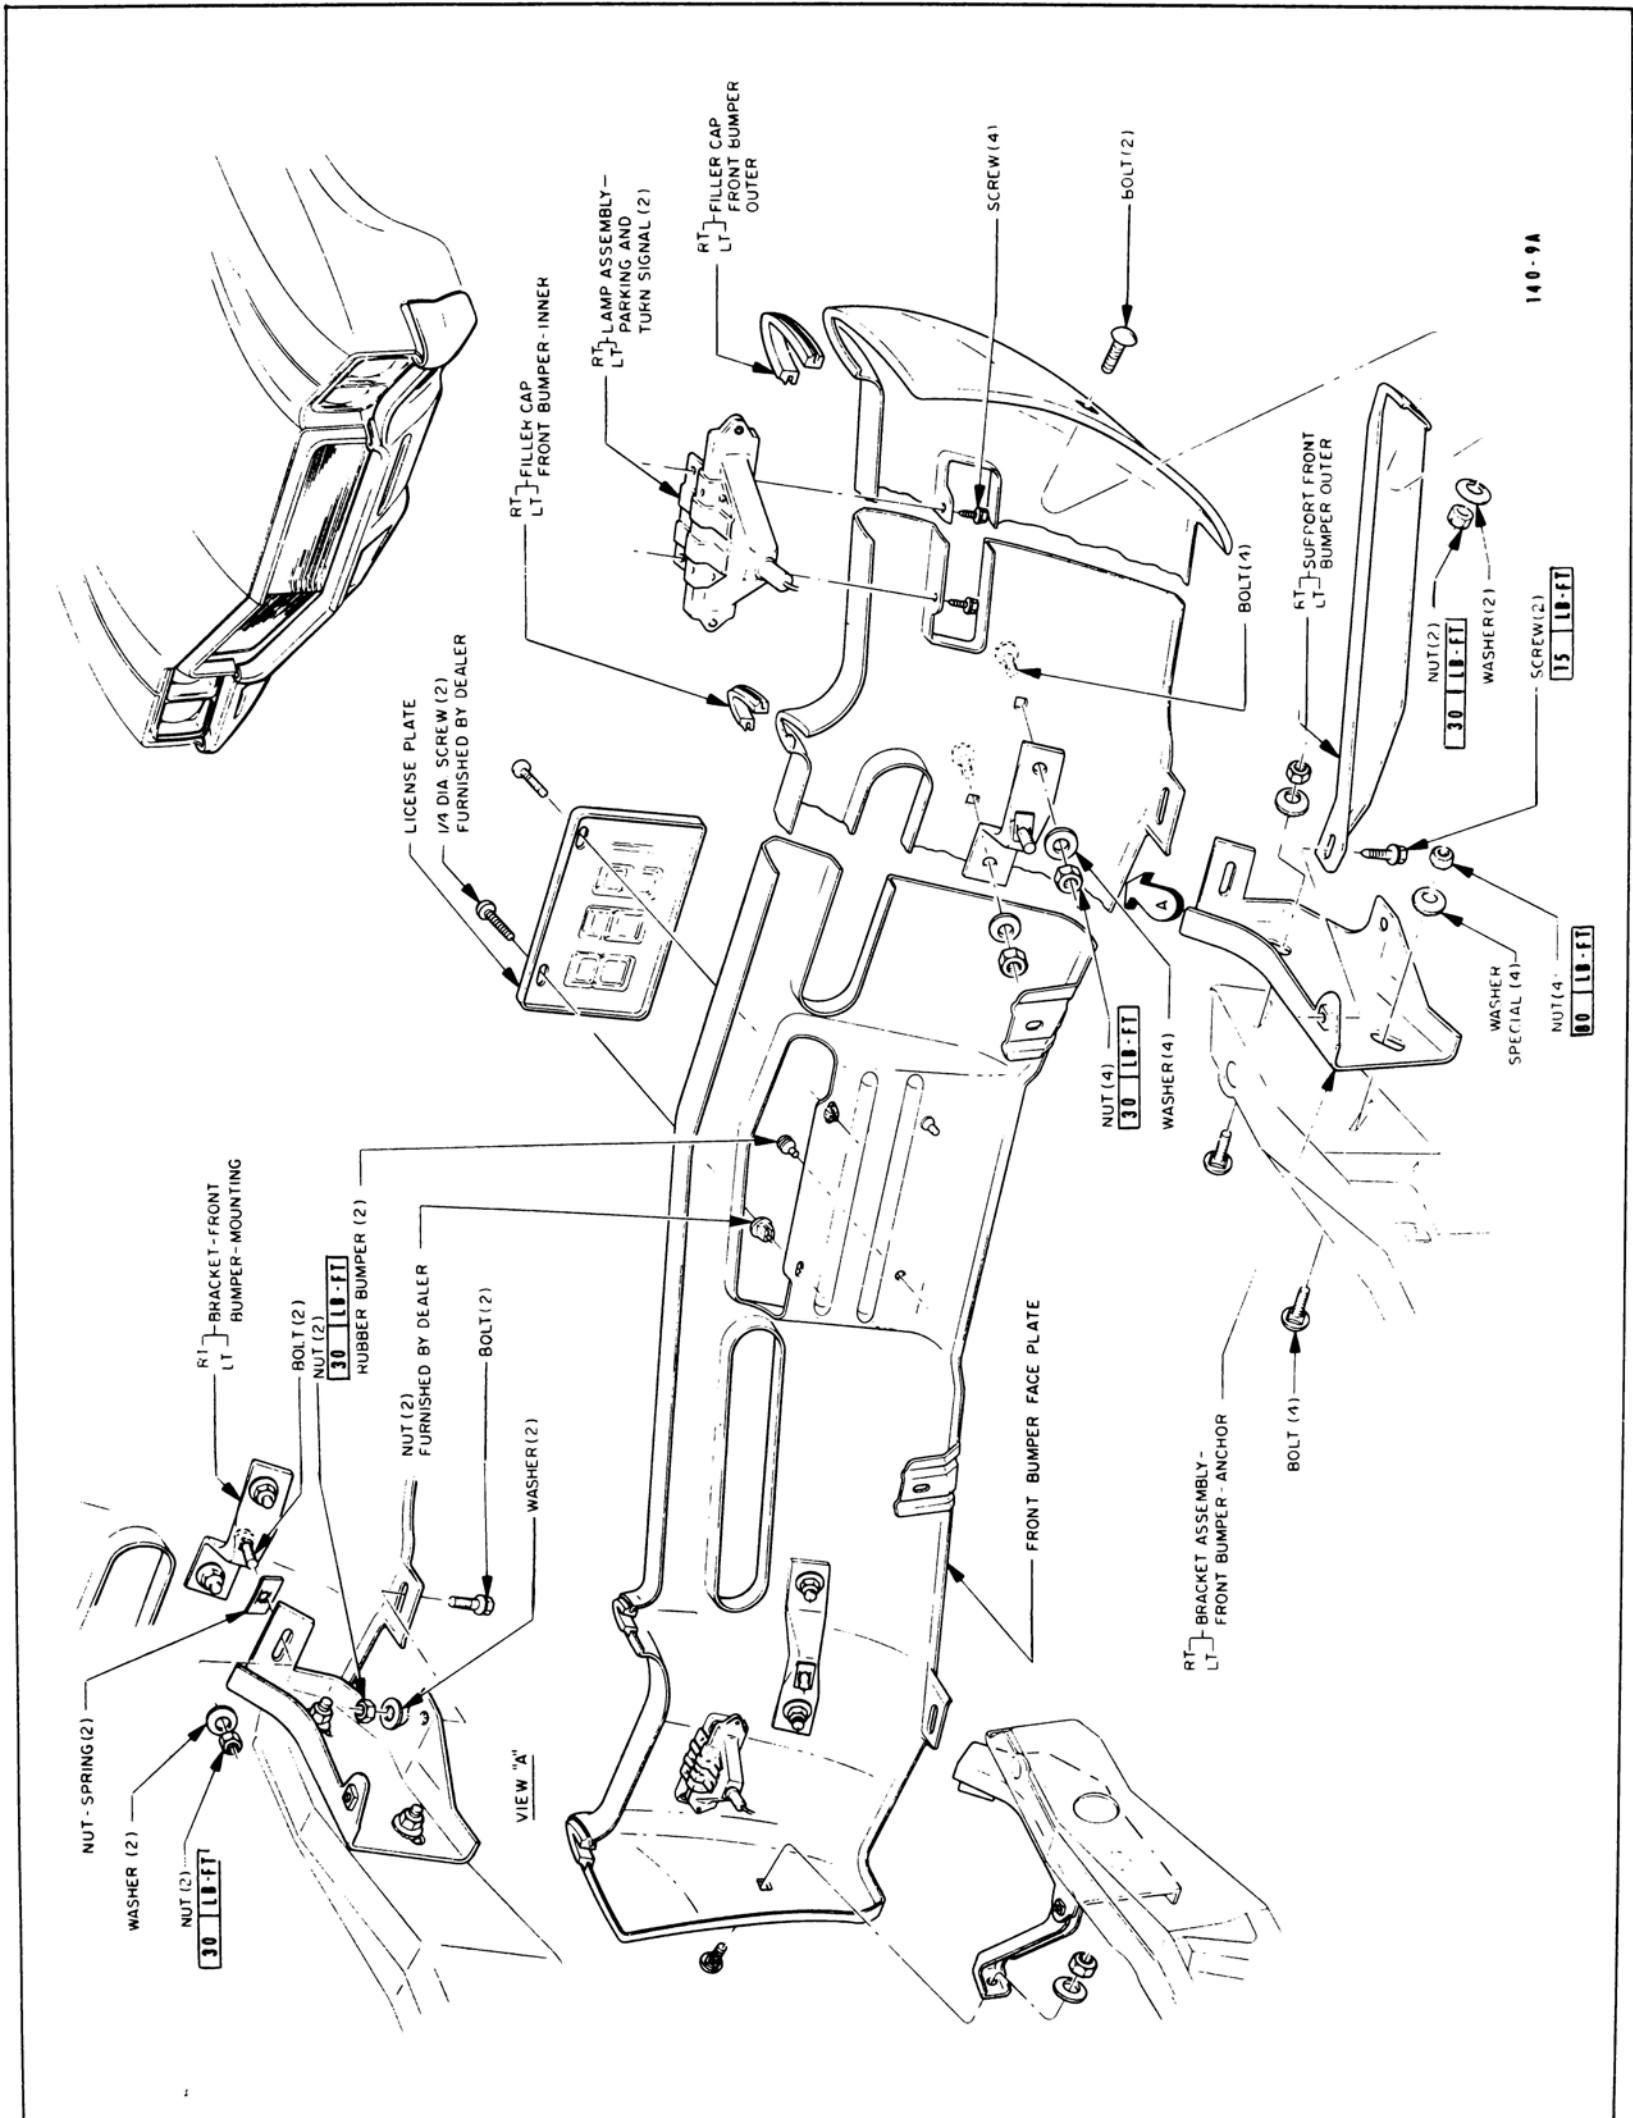 NUT-SPRING(2)
WASHER (2)
NUT(2)
30 LB-FT
RT
LT
BRACKET-FRONT
BUMPER-MOUNTING
BOLT(2)
NUT(2)
30 LB-FT
RUBBER BUMPER (2)
NUT(2)
FURNISHED BY DEALER
BOLT(2)
WASHER(2)
VIEW "A"
LICENSE PLATE
1/4 DIA SCREW (2)
FURNISHED BY DEALER
RT
LT
FILLER CAP
FRONT BUMPER-INNER
RT
LT
LAMP ASSEMBLY-
PARKING AND
TURN SIGNAL (2)
RT
LT
FILLER CAP
FRONT BUMPER
OUTER
SCREW(4)
BOLT(2)
FRONT BUMPER FACE PLATE
NUT(4)
30 LB-FT
WASHER(4)
BOLT(4)
A
RT
LT
SUPPORT FRONT
BUMPER OUTER
NUT(2)
30 LB-FT
WASHER(2)
SCREW(2)
15 LB-FT
WASHER
SPECIAL (4)
NUT(4
80 LB-FT
RT
LT
BRACKET ASSEMBLY-
FRONT BUMPER-ANCHOR
BOLT (4)
140-9A